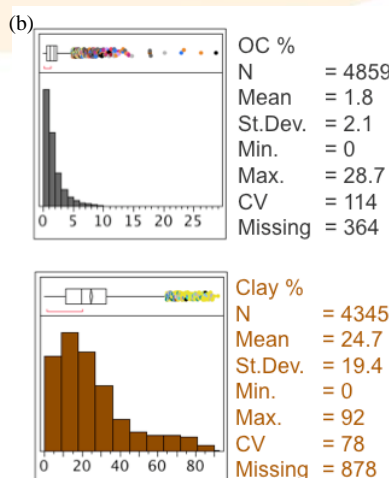 (b)
OC %
N = 4859
Mean = 1.8
St.Dev. = 2.1
Min. = 0
Max. = 28.7
CV = 114
Missing = 364
0 5 10 15 20 25
Clay %
N = 4345
Mean = 24.7
St.Dev. = 19.4
Min. = 0
Max. = 92
CV = 78
Missing = 878
0 20 40 60 80